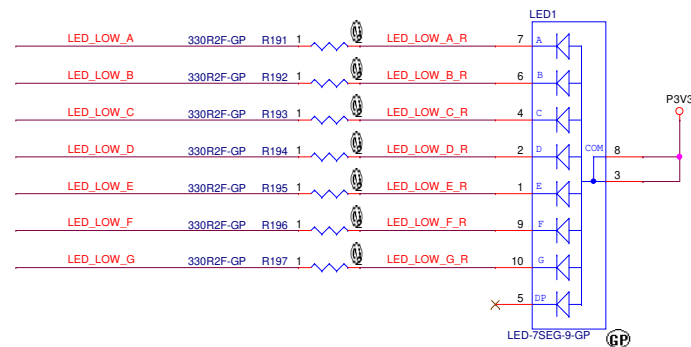 LED1
LED_LOW_A 330R2F-GP R191 1 2 LED_LOW_A_R 7 A
LED_LOW_B 330R2F-GP R192 1 2 LED_LOW_B_R 6 B
P3V3
LED_LOW_C 330R2F-GP R193 1 2 LED_LOW_C_R 4 C
LED_LOW_D 330R2F-GP R194 1 2 LED_LOW_D_R 2 D COM 8
LED_LOW_E 330R2F-GP R195 1 2 LED_LOW_E_R 1 E 3
LED_LOW_F 330R2F-GP R196 1 2 LED_LOW_F_R 9 F
LED_LOW_G 330R2F-GP R197 1 2 LED_LOW_G_R 10 G
5 DP
LED-7SEG-9-GP GP